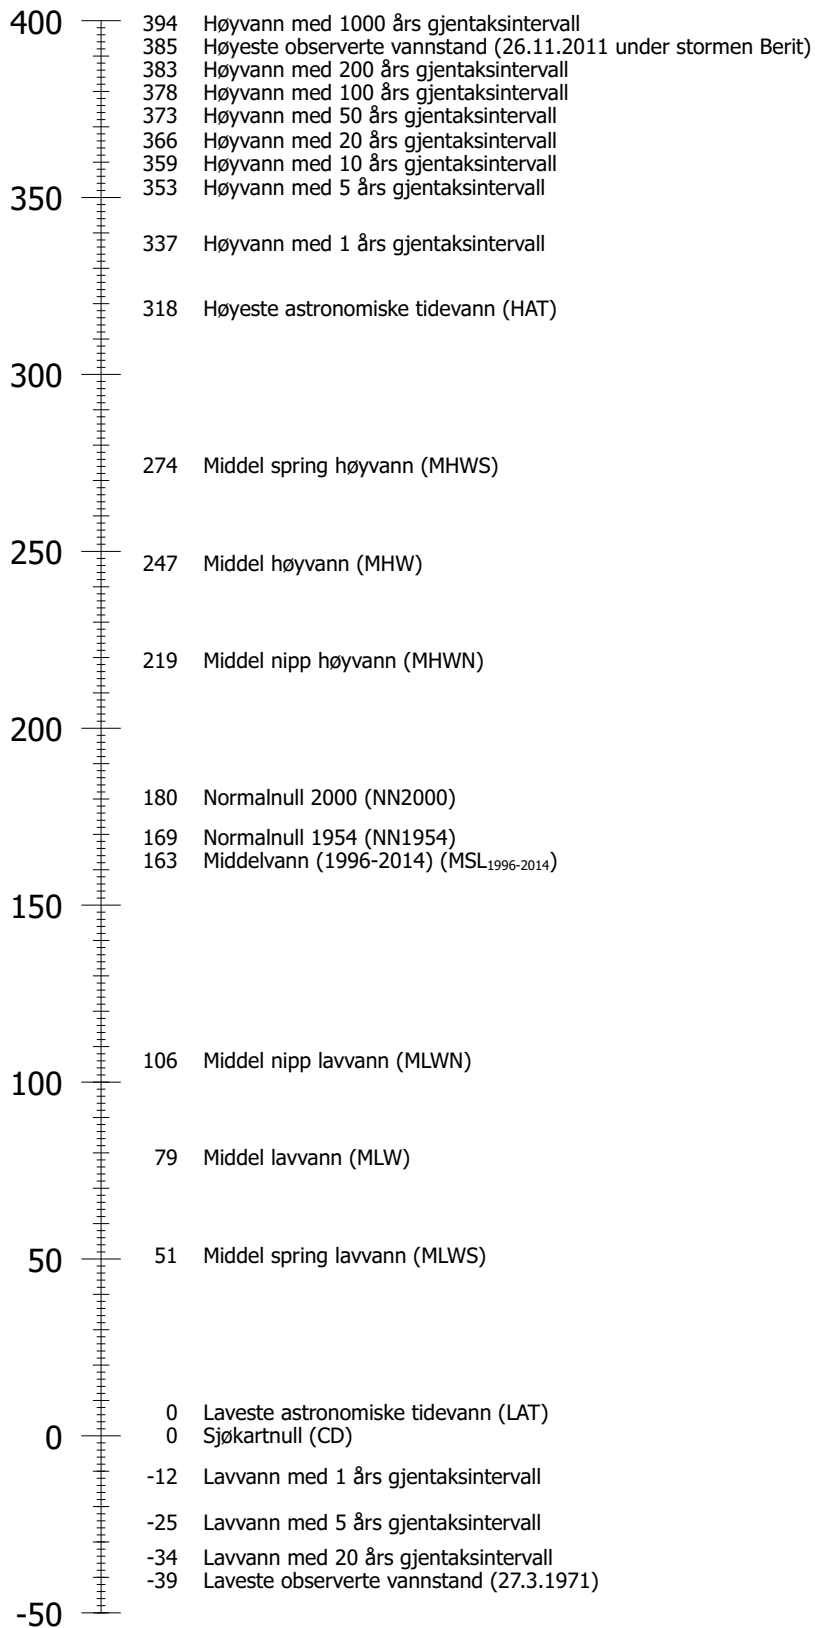 400
394 Høyvann med 1000 års gjentaksintervall
385 Høyeste observerte vannstand (26.11.2011 under stormen Berit)
383 Høyvann med 200 års gjentaksintervall
378 Høyvann med 100 års gjentaksintervall
373 Høyvann med 50 års gjentaksintervall
366 Høyvann med 20 års gjentaksintervall
359 Høyvann med 10 års gjentaksintervall
353 Høyvann med 5 års gjentaksintervall
350
337 Høyvann med 1 års gjentaksintervall
318 Høyeste astronomiske tidevann (HAT)
300
274 Middel spring høyvann (MHWS)
250
247 Middel høyvann (MHW)
219 Middel nipp høyvann (MHWN)
200
180 Normalnull 2000 (NN2000)
169 Normalnull 1954 (NN1954)
163 Middelvann (1996-2014) (MSL1996-2014)
150
106 Middel nipp lavvann (MLWN)
100
79 Middel lavvann (MLW)
50
51 Middel spring lavvann (MLWS)
0 Laveste astronomiske tidevann (LAT)
0
0 Sjøkartnull (CD)
-12 Lavvann med 1 års gjentaksintervall
-25 Lavvann med 5 års gjentaksintervall
-34 Lavvann med 20 års gjentaksintervall
-39 Laveste observerte vannstand (27.3.1971)
-50